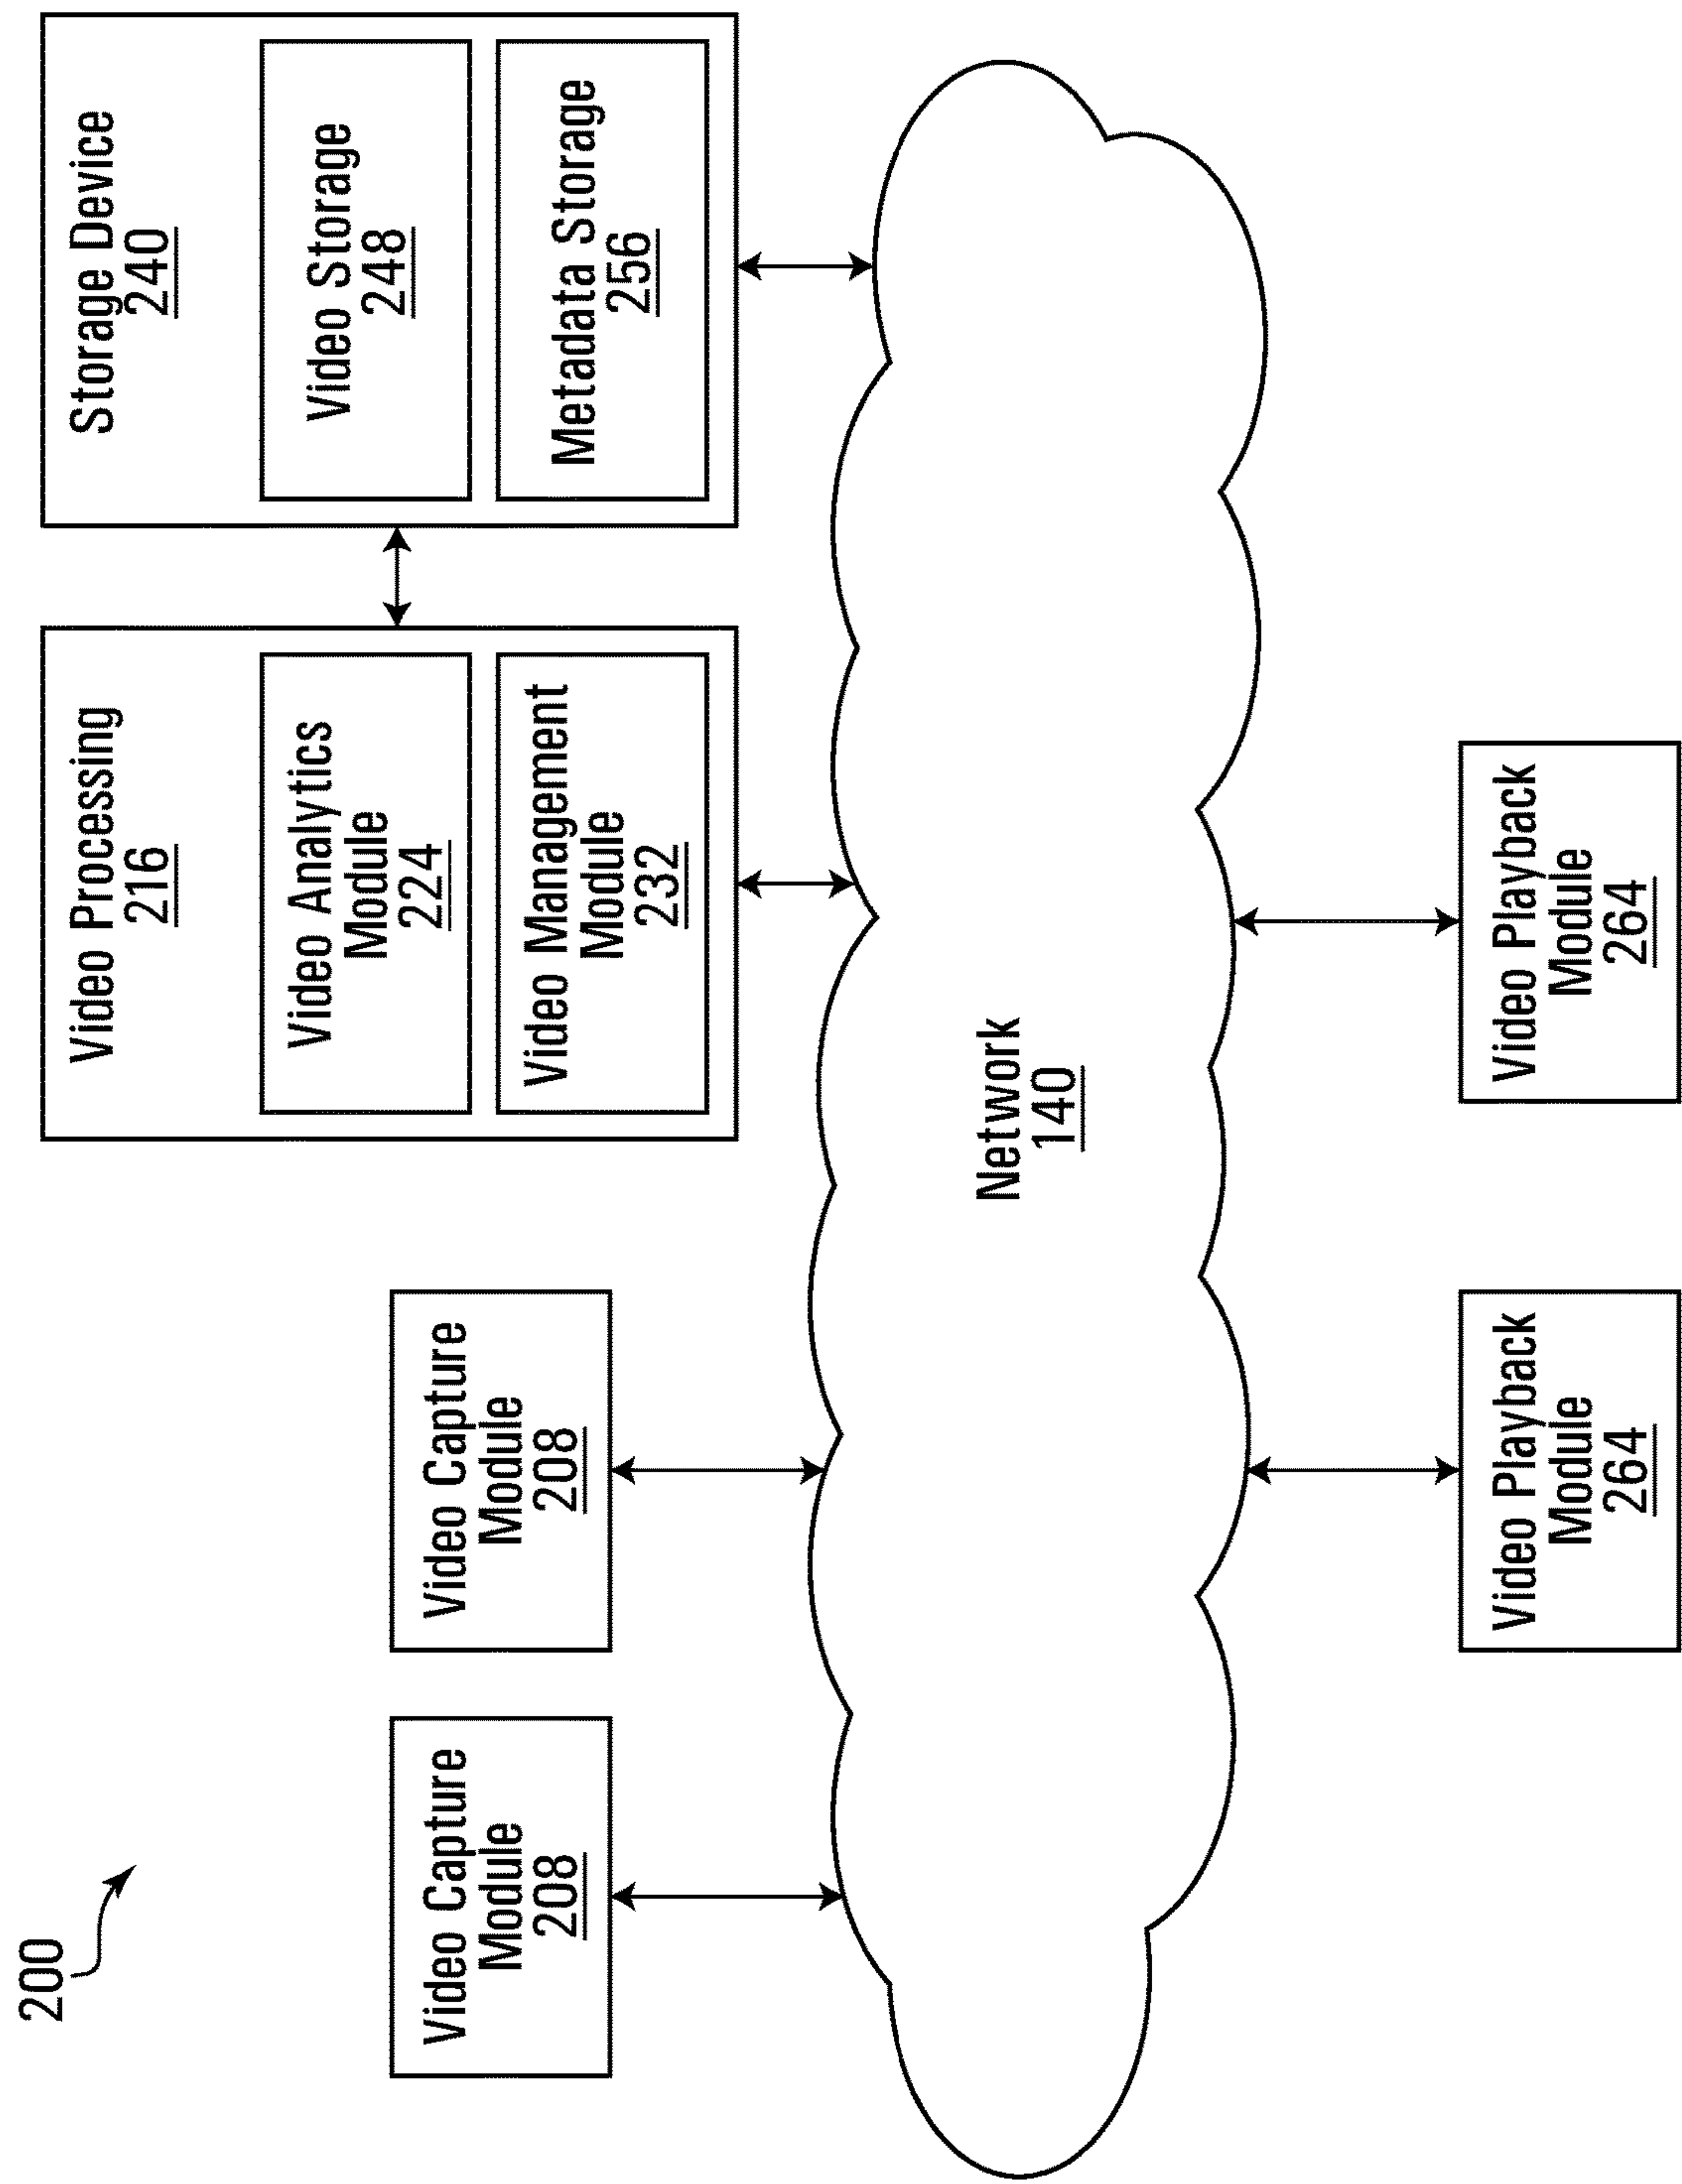 200
Video Capture
Module
208
Video Capture
Module
208
Video Processing
216
Video Analytics
Module
224
Video Management
Module
232
Storage Device
240
Video Storage
248
Metadata Storage
256
Network
140
Video Playback
Module
264
Video Playback
Module
264